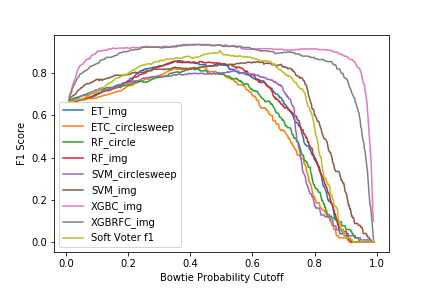 0.8
0.6
0.4
0.2
0.0
F1 Score
ET_img
ETC_circlesweep
RF_circle
RF_img
SVM_circlesweep
SVM_img
XGBC_img
XGBRFC_img
Soft Voter f1
0.0 0.2 0.4 0.6 0.8 1.0
Bowtie Probability Cutoff